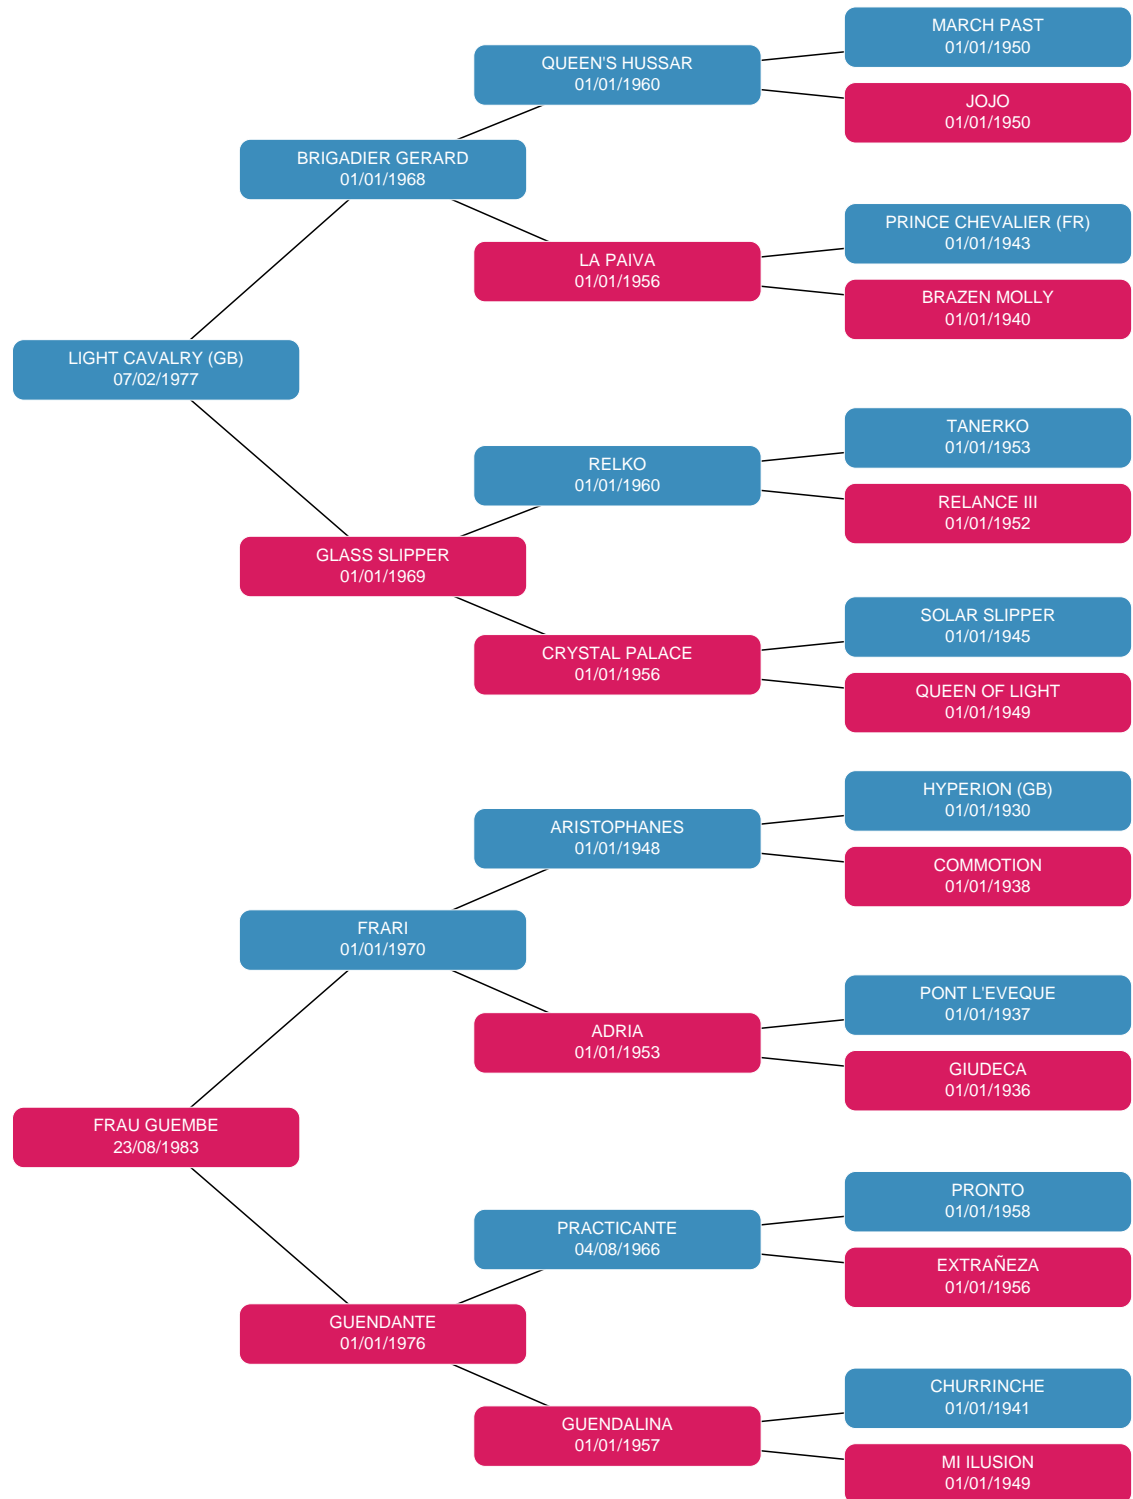 MARCH PAST
01/01/1950
QUEEN'S HUSSAR
01/01/1960
JOJO
01/01/1950
BRIGADIER GERARD
01/01/1968
PRINCE CHEVALIER (FR)
01/01/1943
LA PAIVA
01/01/1956
BRAZEN MOLLY
01/01/1940
LIGHT CAVALRY (GB)
07/02/1977
TANERKO
01/01/1953
RELKO
01/01/1960
RELANCE III
01/01/1952
GLASS SLIPPER
01/01/1969
SOLAR SLIPPER
01/01/1945
CRYSTAL PALACE
01/01/1956
QUEEN OF LIGHT
01/01/1949
HYPERION (GB)
01/01/1930
ARISTOPHANES
01/01/1948
COMMOTION
01/01/1938
FRARI
01/01/1970
PONT L'EVEQUE
01/01/1937
ADRIA
01/01/1953
GIUDECA
01/01/1936
FRAU GUEMBE
23/08/1983
PRONTO
01/01/1958
PRACTICANTE
04/08/1966
EXTRAÑEZA
01/01/1956
GUENDANTE
01/01/1976
CHURRINCHE
01/01/1941
GUENDALINA
01/01/1957
MI ILUSION
01/01/1949